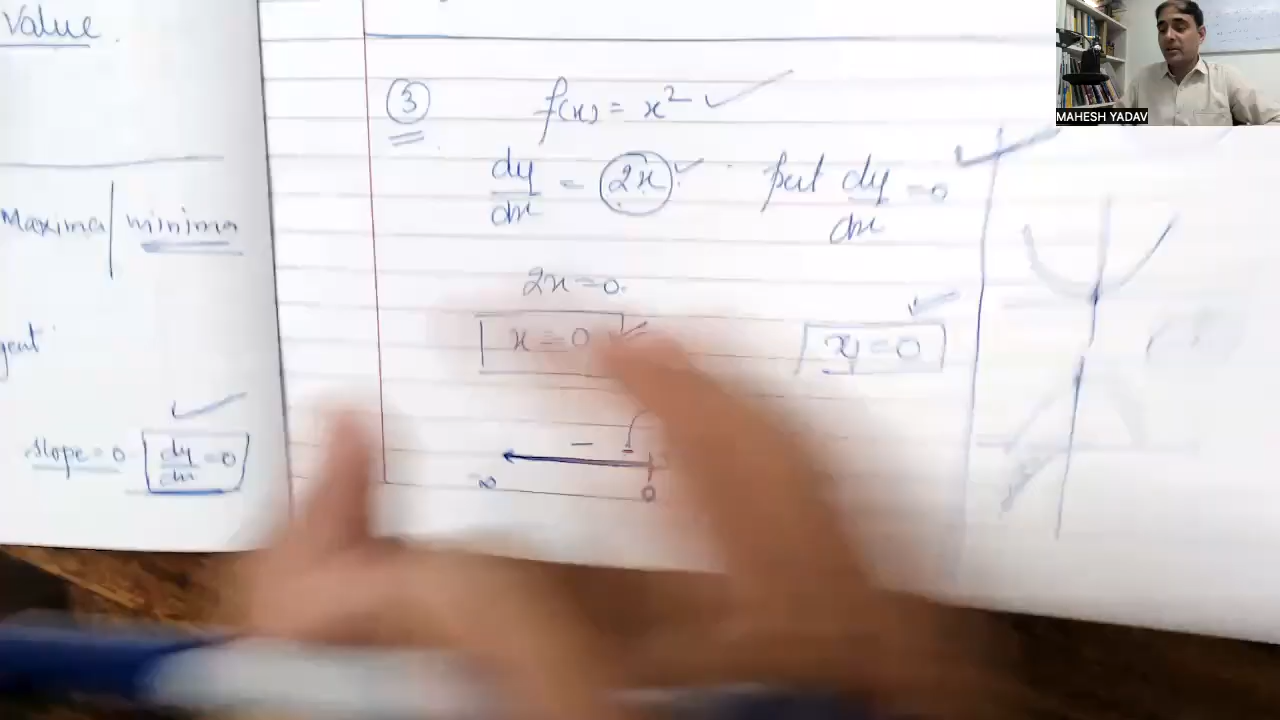 Value.
Maxima | minima
slope = 0 dy/dx = 0
③ f(x) = x²
dy/dx = 2x put dy/dx = 0
2x = 0.
x = 0 y = 0
−
∞ 0
MAHESH YADAV